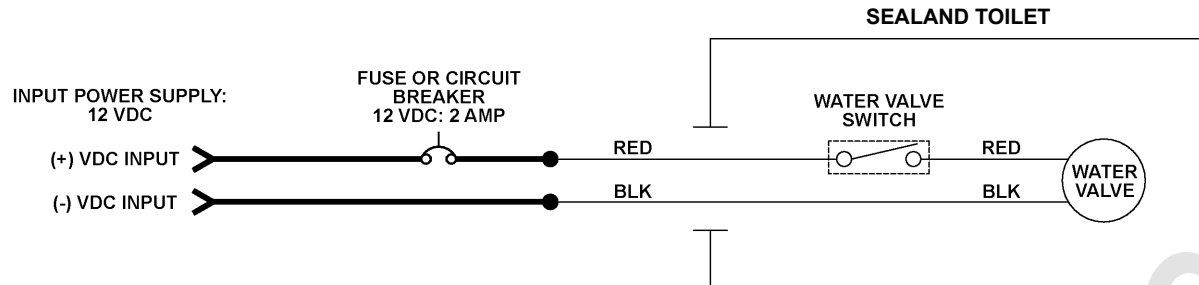 SEALAND TOILET
INPUT POWER SUPPLY:
12 VDC
FUSE OR CIRCUIT
BREAKER
12 VDC: 2 AMP
WATER VALVE
SWITCH
(+) VDC INPUT
RED
RED
(-) VDC INPUT
BLK
BLK
WATER
VALVE